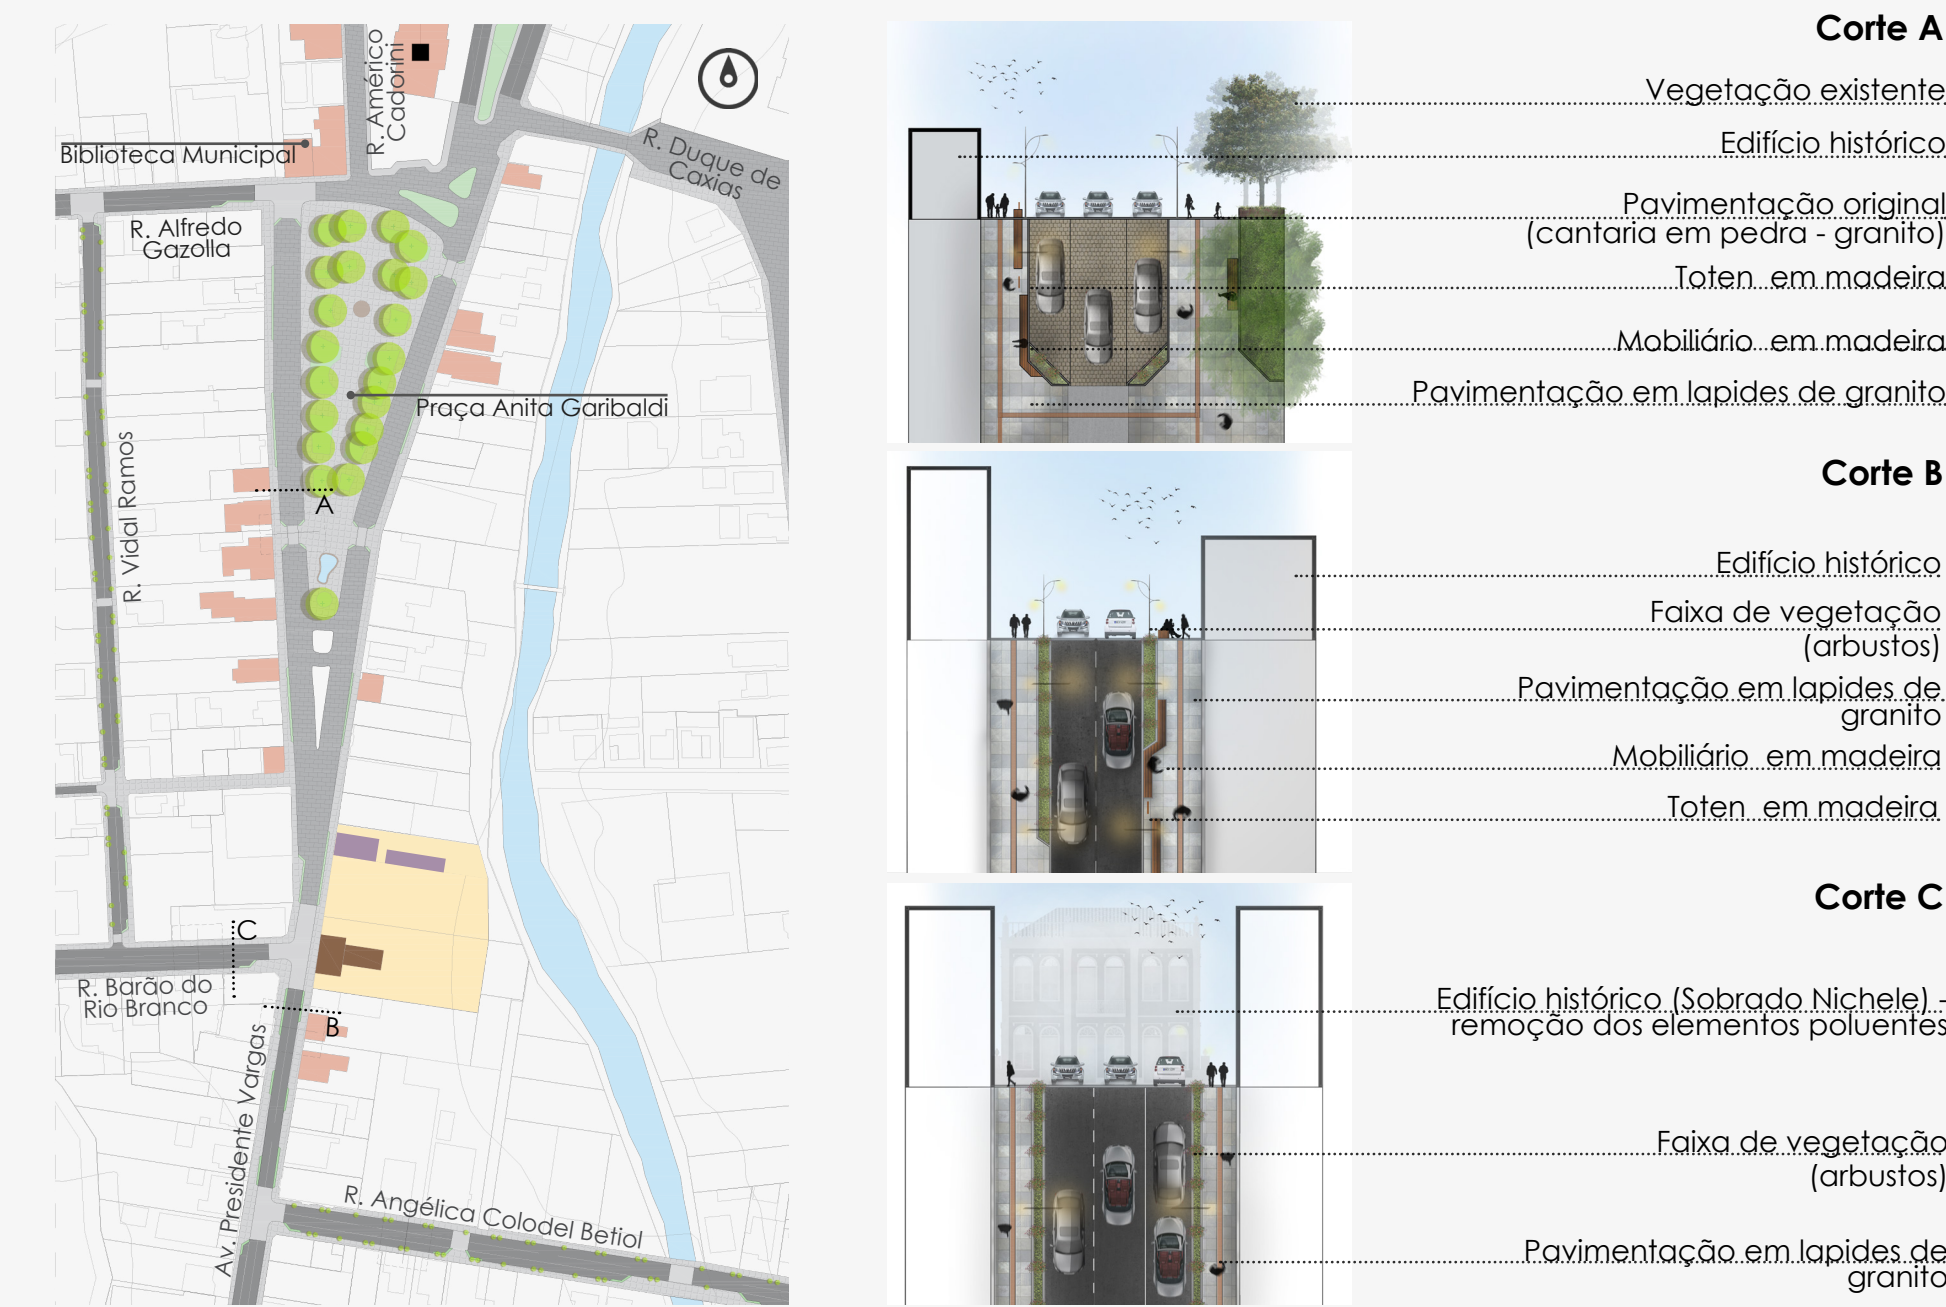 R. Américo
Cadorini
Biblioteca Municipal
R. Duque de
Caxias
R. Alfredo
Gazolla
Praça Anita Garibaldi
R. Vidal Ramos
A
C
R. Barão do
Rio Branco
B
Av. Presidente Vargas
R. Angélica Colodel Betiol
Corte A
Vegetação existente
Edifício histórico
Pavimentação original
(cantaria em pedra - granito)
Toten em madeira
Mobiliário em madeira
Pavimentação em lapides de granito
Corte B
Edifício histórico
Faixa de vegetação
(arbustos)
Pavimentação em lapides de
granito
Mobiliário em madeira
Toten em madeira
Corte C
Edifício histórico (Sobrado Nichele) -
remoção dos elementos poluentes
Faixa de vegetação
(arbustos)
Pavimentação em lapides de
granito